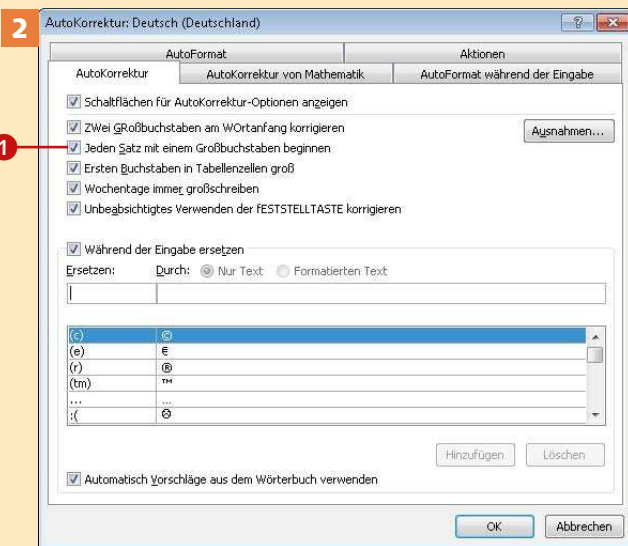 2
AutoKorrektur: Deutsch (Deutschland)
AutoFormat Aktionen
AutoKorrektur AutoKorrektur von Mathematik AutoFormat während der Eingabe
Schaltflächen für AutoKorrektur-Optionen anzeigen
ZWei GRoßbuchstaben am WOrtanfang korrigieren
Ausnahmen...
1
Jeden Satz mit einem Großbuchstaben beginnen
Ersten Buchstaben in Tabellenzellen groß
Wochentage immer großschreiben
Unbeabsichtigtes Verwenden der fESTSTELLTASTE korrigieren
Während der Eingabe ersetzen
Ersetzen: Durch: Nur Text Formatierten Text
(c) ©
(e) €
(r) ®
(tm) ™
... ...
:( ☹
Hinzufügen Löschen
Automatisch Vorschläge aus dem Wörterbuch verwenden
OK Abbrechen